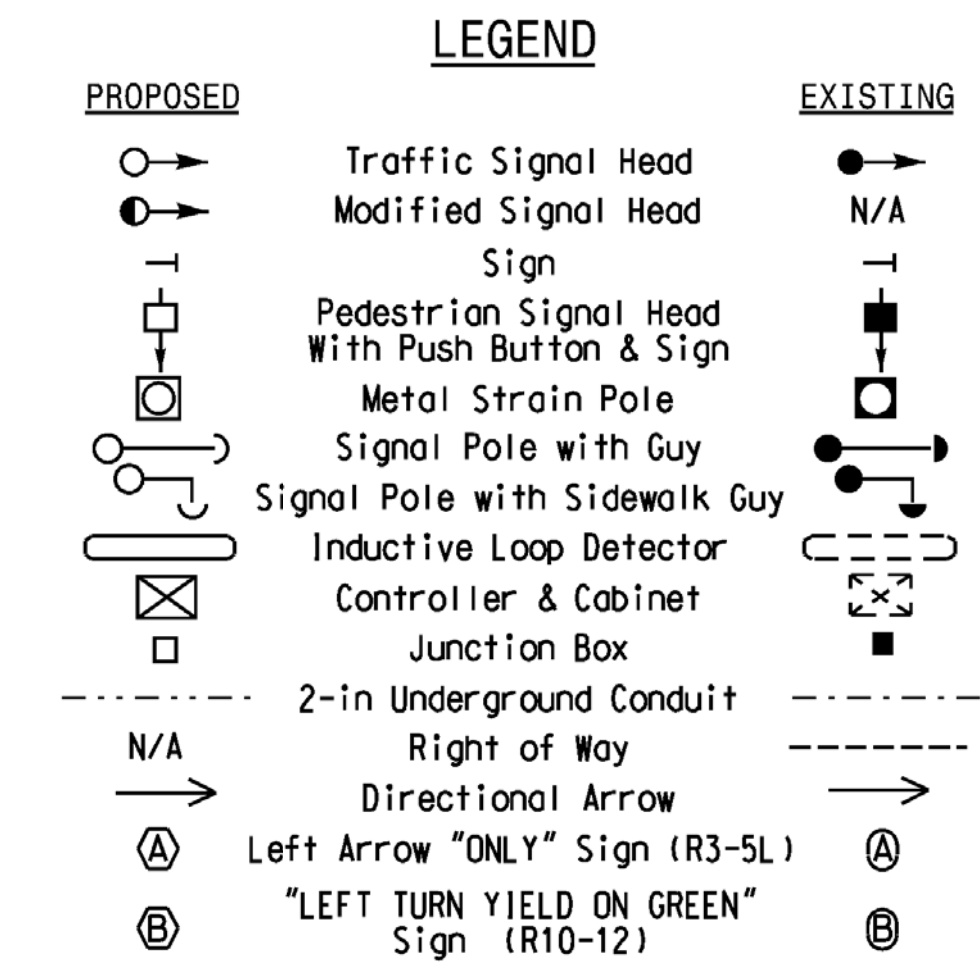 LEGEND
PROPOSED EXISTING
Traffic Signal Head
Modified Signal Head N/A
Sign
Pedestrian Signal Head
With Push Button & Sign
Metal Strain Pole
Signal Pole with Guy
Signal Pole with Sidewalk Guy
Inductive Loop Detector
Controller & Cabinet
Junction Box
2-in Underground Conduit
N/A Right of Way
Directional Arrow
A Left Arrow "ONLY" Sign (R3-5L) A
"LEFT TURN YIELD ON GREEN"
B Sign (R10-12) B